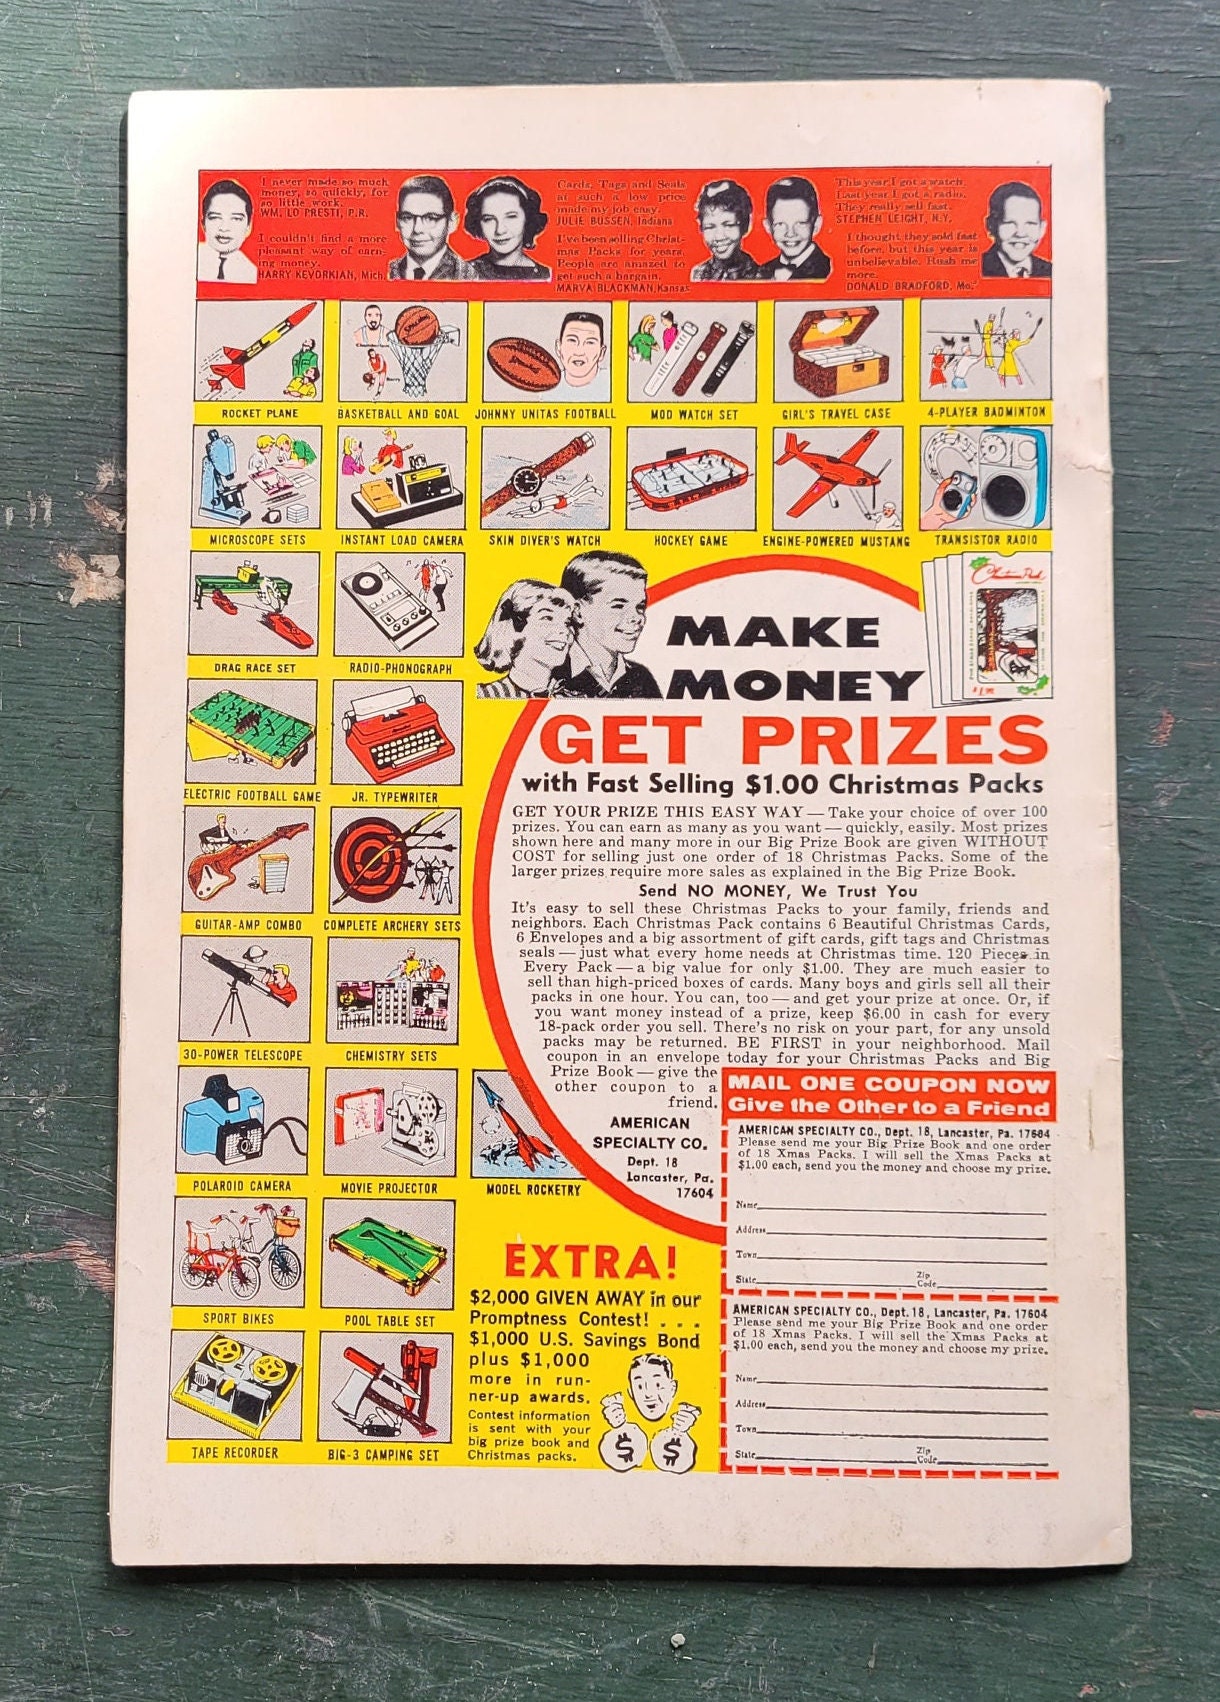 I never made so much
money, so quickly, for
so little work.
WM. LO PRESTI, P.R.
I couldn't find a more
pleasant way of earn-
ing money.
HARRY KEVORKIAN, Mich.
Cards, Tags and Seals
at such a low price
made my job easy.
JULIE BUSSEN, Indiana
I've been selling Christ-
mas Packs for years.
People are amazed to
get such a bargain.
MARVA BLACKMAN, Kansas
This year I got a watch.
Last year I got a radio.
They really sell fast.
STEPHEN LEIGHT, N.Y.
I thought they sold fast
before, but this year is
unbelievable. Rush me
more.
DONALD BRADFORD, Mo.
ROCKET PLANE
BASKETBALL AND GOAL
JOHNNY UNITAS FOOTBALL
MOD WATCH SET
GIRL'S TRAVEL CASE
4-PLAYER BADMINTON
MICROSCOPE SETS
INSTANT LOAD CAMERA
SKIN DIVER'S WATCH
HOCKEY GAME
ENGINE-POWERED MUSTANG
TRANSISTOR RADIO
DRAG RACE SET
RADIO-PHONOGRAPH
ELECTRIC FOOTBALL GAME
JR. TYPEWRITER
GUITAR-AMP COMBO
COMPLETE ARCHERY SETS
30-POWER TELESCOPE
CHEMISTRY SETS
POLAROID CAMERA
MOVIE PROJECTOR
MODEL ROCKETRY
SPORT BIKES
POOL TABLE SET
TAPE RECORDER
BIG-3 CAMPING SET
MAKE
MONEY
GET PRIZES
with Fast Selling $1.00 Christmas Packs
GET YOUR PRIZE THIS EASY WAY — Take your choice of over 100
prizes. You can earn as many as you want — quickly, easily. Most prizes
shown here and many more in our Big Prize Book are given WITHOUT
COST for selling just one order of 18 Christmas Packs. Some of the
larger prizes require more sales as explained in the Big Prize Book.
Send NO MONEY, We Trust You
It's easy to sell these Christmas Packs to your family, friends and
neighbors. Each Christmas Pack contains 6 Beautiful Christmas Cards,
6 Envelopes and a big assortment of gift cards, gift tags and Christmas
seals — just what every home needs at Christmas time. 120 Pieces in
Every Pack — a big value for only $1.00. They are much easier to
sell than high-priced boxes of cards. Many boys and girls sell all their
packs in one hour. You can, too — and get your prize at once. Or, if
you want money instead of a prize, keep $6.00 in cash for every
18-pack order you sell. There's no risk on your part, for any unsold
packs may be returned. BE FIRST in your neighborhood. Mail
coupon in an envelope today for your Christmas Packs and Big
Prize Book — give the
other coupon to a
friend.
AMERICAN
SPECIALTY CO.
Dept. 18
Lancaster, Pa.
17604
EXTRA!
$2,000 GIVEN AWAY in our
Promptness Contest! . . .
$1,000 U.S. Savings Bond
plus $1,000
more in run-
ner-up awards.
Contest information
is sent with your
big prize book and
Christmas packs.
$ $
MAIL ONE COUPON NOW
Give the Other to a Friend
AMERICAN SPECIALTY CO., Dept. 18, Lancaster, Pa. 17604
Please send me your Big Prize Book and one order
of 18 Xmas Packs. I will sell the Xmas Packs at
$1.00 each, send you the money and choose my prize.
Name
Address
Town
State Zip Code
AMERICAN SPECIALTY CO., Dept. 18, Lancaster, Pa. 17604
Please send me your Big Prize Book and one order
of 18 Xmas Packs. I will sell the Xmas Packs at
$1.00 each, send you the money and choose my prize.
Name
Address
Town
State Zip Code